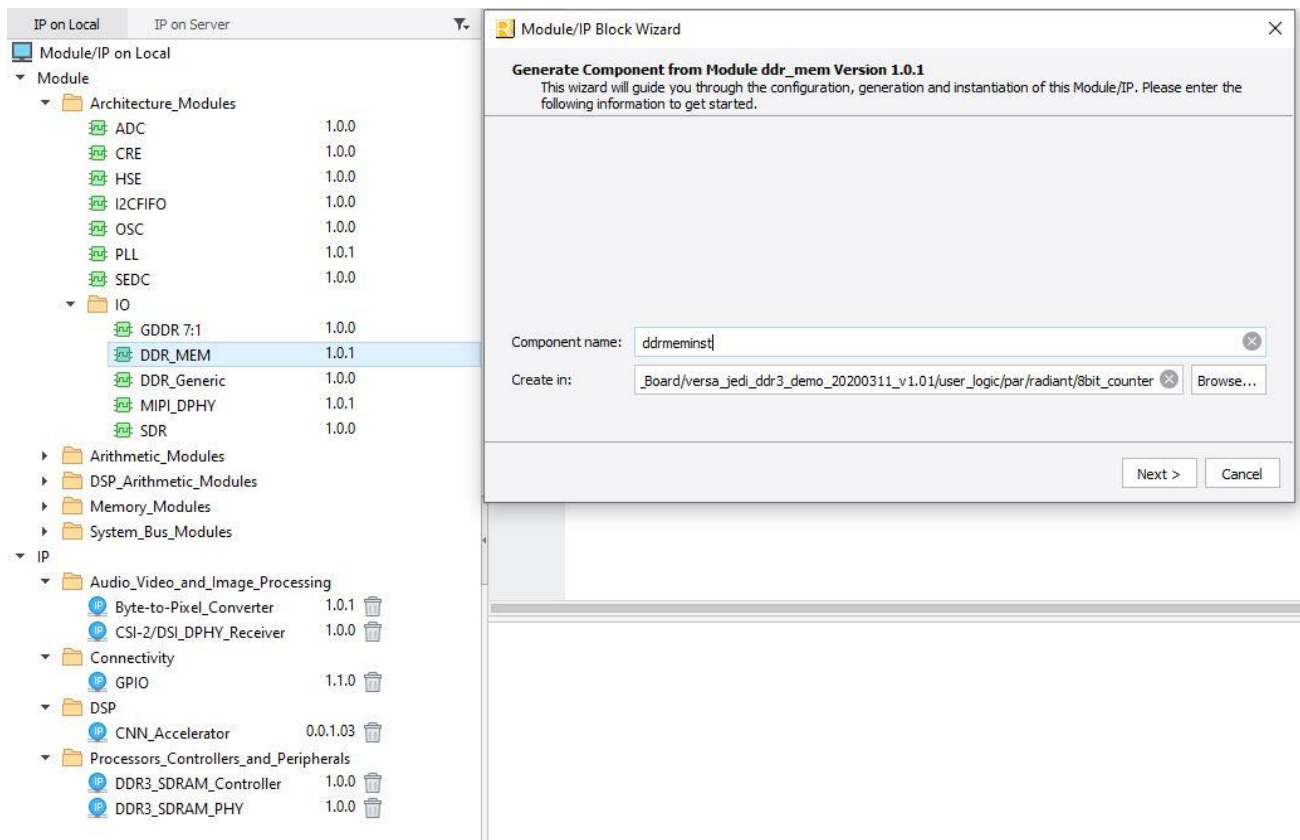 IP on Local IP on Server
Module/IP on Local
Module
Architecture_Modules
ADC 1.0.0
CRE 1.0.0
HSE 1.0.0
I2CFIFO 1.0.0
OSC 1.0.0
PLL 1.0.1
SEDC 1.0.0
IO
GDDR 7:1 1.0.0
DDR_MEM 1.0.1
DDR_Generic 1.0.0
MIPI_DPHY 1.0.1
SDR 1.0.0
Arithmetic_Modules
DSP_Arithmetic_Modules
Memory_Modules
System_Bus_Modules
IP
Audio_Video_and_Image_Processing
IP Byte-to-Pixel_Converter 1.0.1
IP CSI-2/DSI_DPHY_Receiver 1.0.0
Connectivity
IP GPIO 1.1.0
DSP
IP CNN_Accelerator 0.0.1.03
Processors_Controllers_and_Peripherals
IP DDR3_SDRAM_Controller 1.0.0
IP DDR3_SDRAM_PHY 1.0.0
Module/IP Block Wizard
Generate Component from Module ddr_mem Version 1.0.1
This wizard will guide you through the configuration, generation and instantiation of this Module/IP. Please enter the
following information to get started.
Component name: ddrmeminst
Create in: _Board/versa_jedi_ddr3_demo_20200311_v1.01/user_logic/par/radiant/8bit_counter Browse...
Next > Cancel